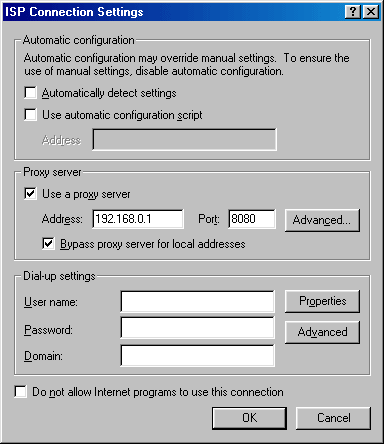 ISP Connection Settings
Automatic configuration
Automatic configuration may override manual settings. To ensure the
use of manual settings, disable automatic configuration.
Automatically detect settings
Use automatic configuration script
Address
Proxy server
Use a proxy server
Address: 192.168.0.1 Port: 8080 Advanced...
Bypass proxy server for local addresses
Dial-up settings
User name: Properties
Password: Advanced
Domain:
Do not allow Internet programs to use this connection
OK Cancel